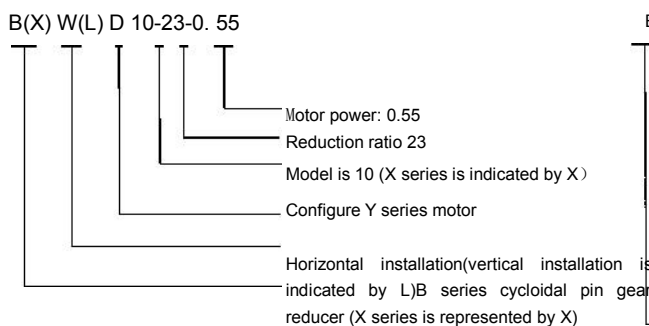 B(X) W(L) D 10-23-0. 55
Motor power: 0.55
Reduction ratio 23
Model is 10 (X series is indicated by X）
Configure Y series motor
Horizontal installation(vertical installation is
indicated by L)B series cycloidal pin gear
reducer (X series is represented by X)